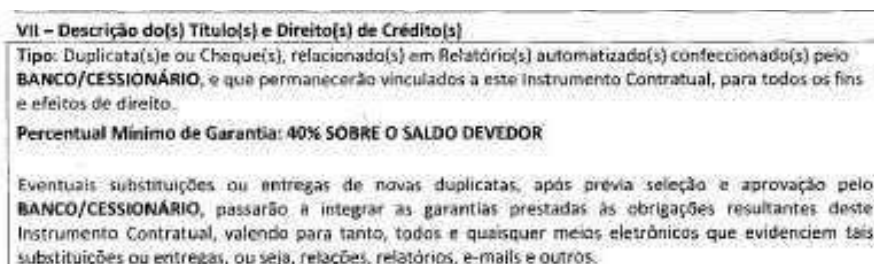 VII – Descrição do(s) Título(s) e Direito(s) de Crédito(s)
Tipo: Duplicata(s)e ou Cheque(s), relacionado(s) em Relatório(s) automatizado(s) confeccionado(s) pelo
BANCO/CESSIONÁRIO, e que permanecerão vinculados a este Instrumento Contratual, para todos os fins
e efeitos de direito.
Percentual Mínimo de Garantia: 40% SOBRE O SALDO DEVEDOR
Eventuais substituições ou entregas de novas duplicatas, após prévia seleção e aprovação pelo
BANCO/CESSIONÁRIO, passarão a integrar as garantias prestadas às obrigações resultantes deste
Instrumento Contratual, valendo para tanto, todos e quaisquer meios eletrônicos que evidenciem tais
substituições ou entregas, ou seja, relações, relatórios, e-mails e outros.